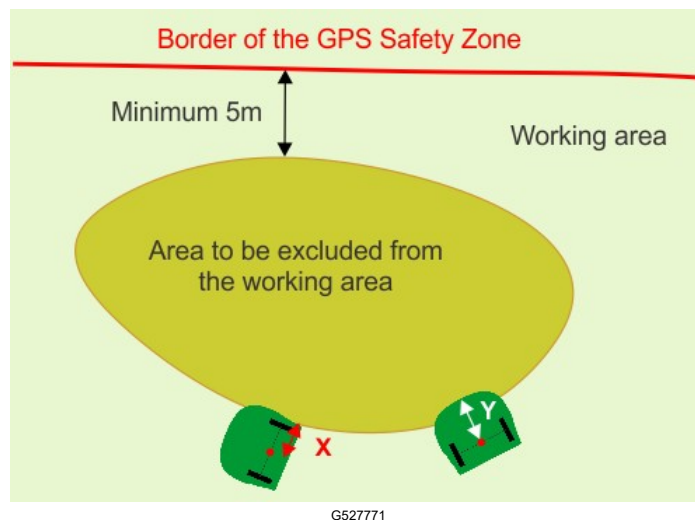 Border of the GPS Safety Zone
Minimum 5m
Working area
Area to be excluded from
the working area
X
Y
G527771